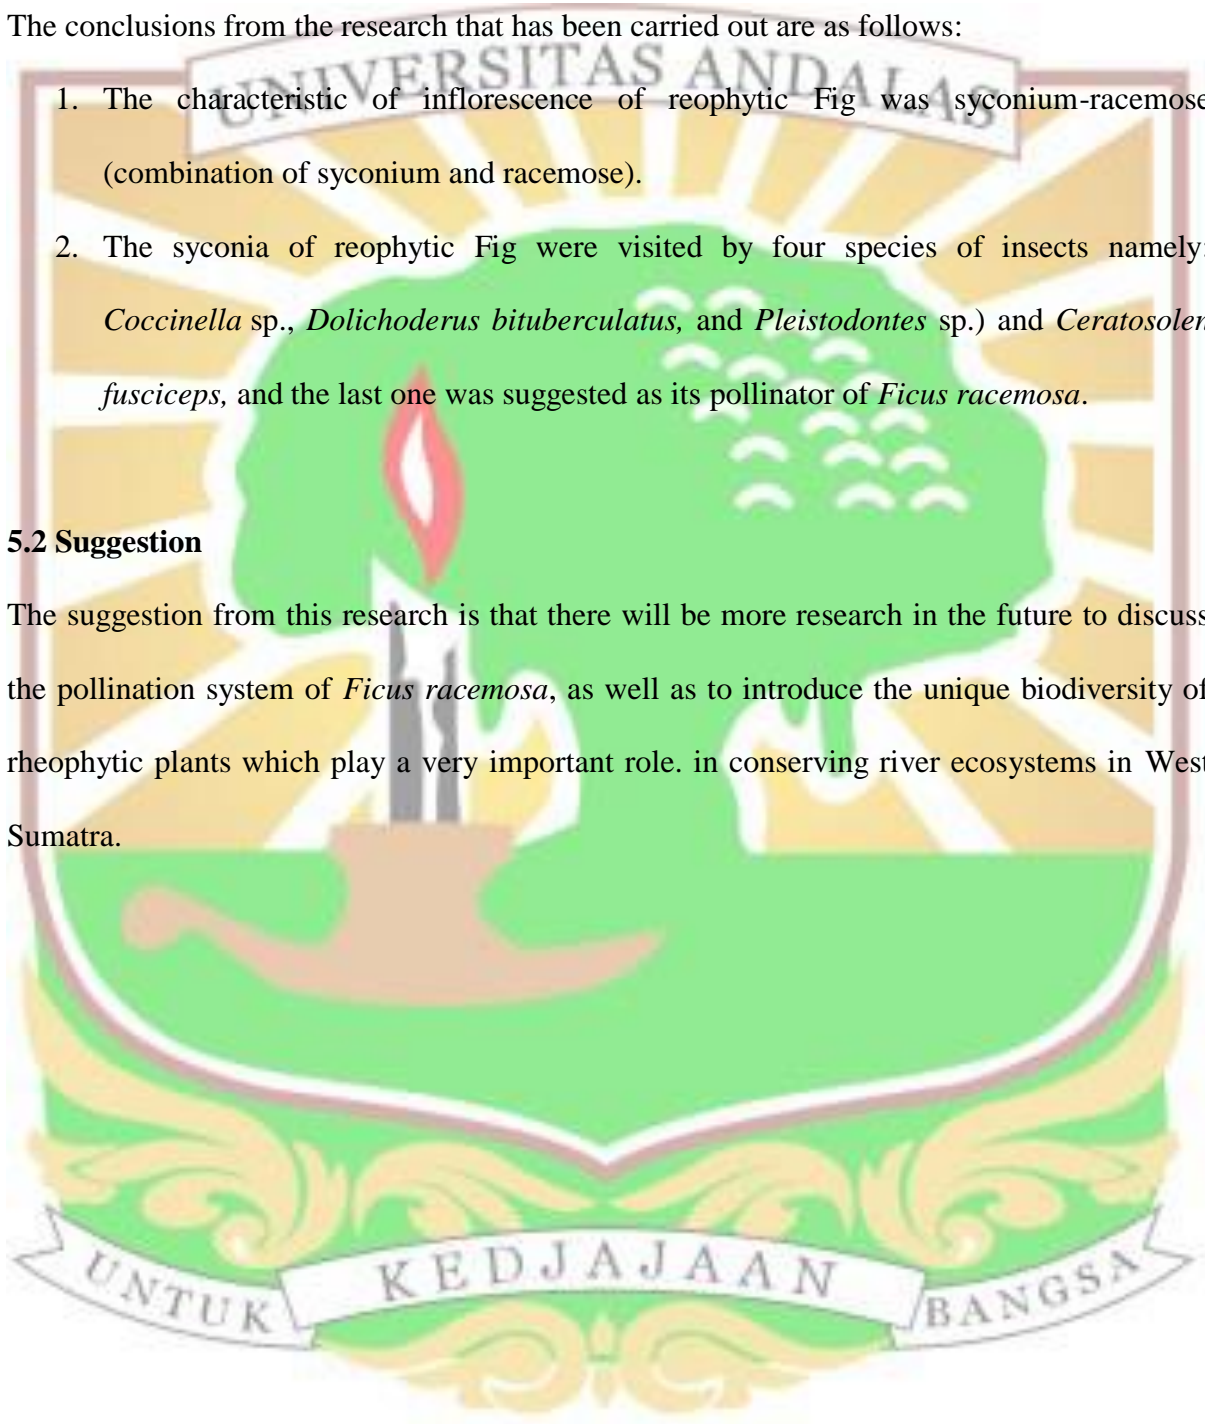 The conclusions from the research that has been carried out are as follows:
UNIVERSITAS ANDALAS
1. The characteristic of inflorescence of reophytic Fig was syconium-racemose
(combination of syconium and racemose).
2. The syconia of reophytic Fig were visited by four species of insects namely:
Coccinella sp., Dolichoderus bituberculatus, and Pleistodontes sp.) and Ceratosolen
fusciceps, and the last one was suggested as its pollinator of Ficus racemosa.
5.2 Suggestion
The suggestion from this research is that there will be more research in the future to discuss
the pollination system of Ficus racemosa, as well as to introduce the unique biodiversity of
rheophytic plants which play a very important role. in conserving river ecosystems in West
Sumatra.
UNTUK KEDJAJAAN BANGSA